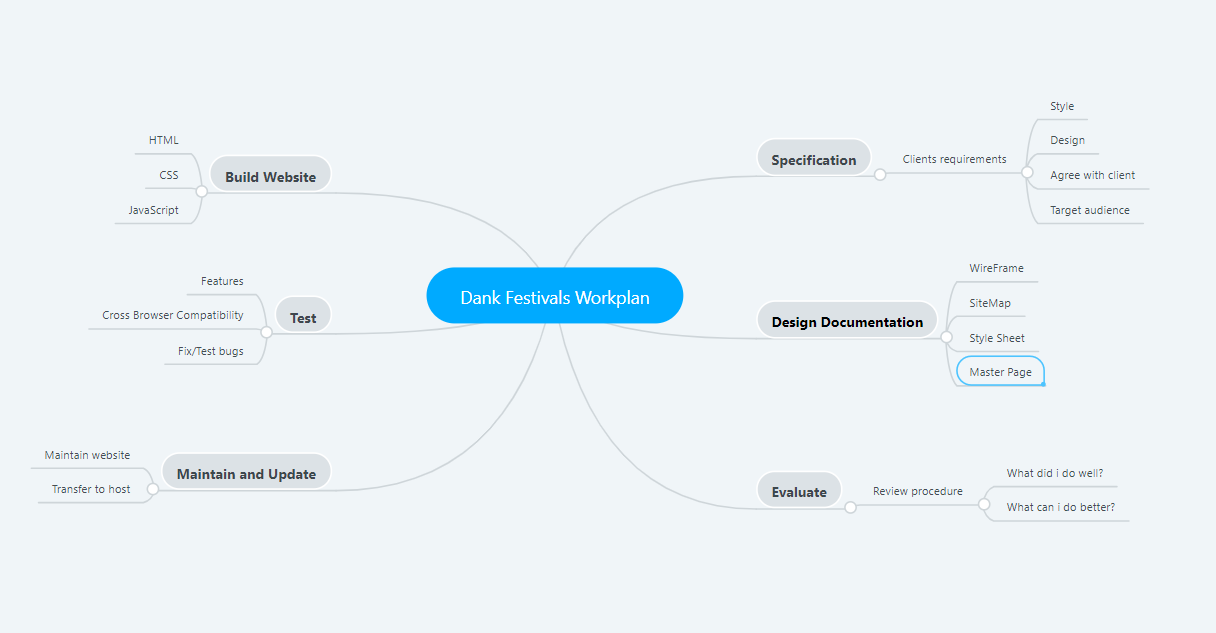 Dank Festivals Workplan
Build Website
HTML
CSS
JavaScript
Test
Features
Cross Browser Compatibility
Fix/Test bugs
Maintain and Update
Maintain website
Transfer to host
Specification
Clients requirements
Style
Design
Agree with client
Target audience
Design Documentation
WireFrame
SiteMap
Style Sheet
Master Page
Evaluate
Review procedure
What did i do well?
What can i do better?